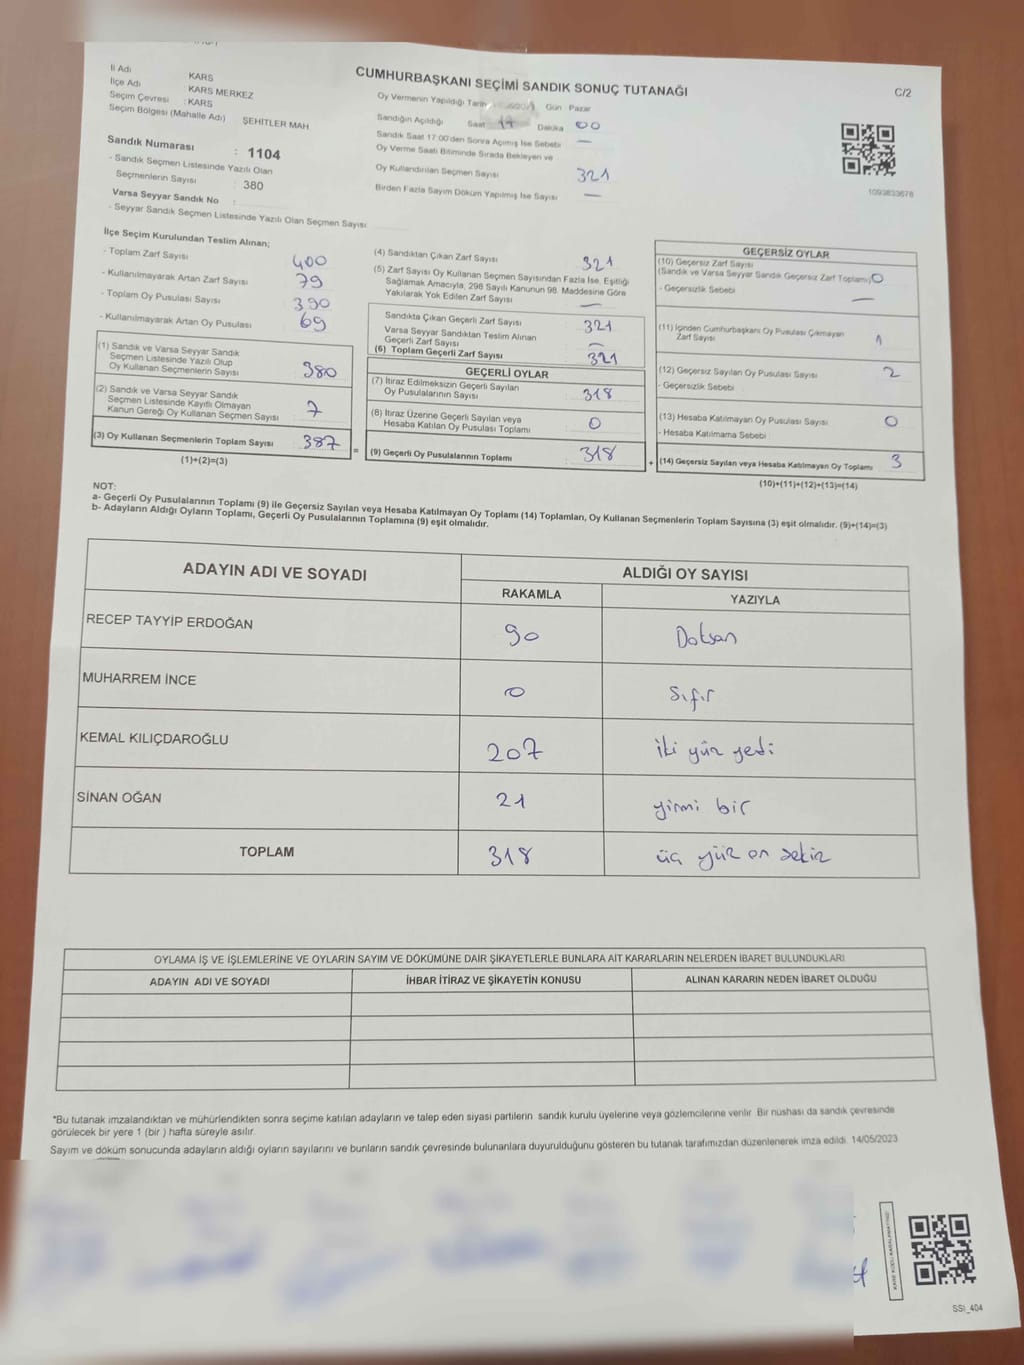 CUMHURBAŞKANI SEÇİMİ SANDIK SONUÇ TUTANAĞI
C/2
İl Adı KARS
İlçe Adı KARS MERKEZ
Seçim Çevresi : KARS
Seçim Bölgesi (Mahalle Adı) ŞEHİTLER MAH
Sandık Numarası : 1104
- Sandık Seçmen Listesinde Yazılı Olan
Seçmenlerin Sayısı : 380
Varsa Seyyar Sandık No :
- Seyyar Sandık Seçmen Listesinde Yazılı Olan Seçmen Sayısı:
Oy Vermenin Yapıldığı Tarih Gün Pazar
Sandığın Açıldığı Saat 17 Dakika 00
Sandık Saat 17:00'den Sonra Açılmış İse Sebebi —
Oy Verme Saati Bitiminde Sırada Bekleyen ve
Oy Kullandırılan Seçmen Sayısı 321
Birden Fazla Sayım Döküm Yapılmış İse Sayısı —
1093833678
İlçe Seçim Kurulundan Teslim Alınan;
- Toplam Zarf Sayısı 400
- Kullanılmayarak Artan Zarf Sayısı 79
- Toplam Oy Pusulası Sayısı 390
- Kullanılmayarak Artan Oy Pusulası 69
(1) Sandık ve Varsa Seyyar Sandık
Seçmen Listesinde Yazılı Olup
Oy Kullanan Seçmenlerin Sayısı 380
(2) Sandık ve Varsa Seyyar Sandık
Seçmen Listesinde Kayıtlı Olmayan
Kanun Gereği Oy Kullanan Seçmen Sayısı 7
(3) Oy Kullanan Seçmenlerin Toplam Sayısı 387
(1)+(2)=(3)
=
(4) Sandıktan Çıkan Zarf Sayısı 321
(5) Zarf Sayısı Oy Kullanan Seçmen Sayısından Fazla İse, Eşitliği
Sağlamak Amacıyla, 298 Sayılı Kanunun 98. Maddesine Göre
Yakılarak Yok Edilen Zarf Sayısı —
Sandıkta Çıkan Geçerli Zarf Sayısı 321
Varsa Seyyar Sandıktan Teslim Alınan
Geçerli Zarf Sayısı —
(6) Toplam Geçerli Zarf Sayısı 321
GEÇERLİ OYLAR
(7) İtiraz Edilmeksizin Geçerli Sayılan
Oy Pusulalarının Sayısı 318
(8) İtiraz Üzerine Geçerli Sayılan veya
Hesaba Katılan Oy Pusulası Toplamı 0
(9) Geçerli Oy Pusulalarının Toplamı : 318
+
GEÇERSİZ OYLAR
(10) Geçersiz Zarf Sayısı
(Sandık ve Varsa Seyyar Sandık Geçersiz Zarf Toplamı) 0
- Geçersizlik Sebebi —
(11) İçinden Cumhurbaşkanı Oy Pusulası Çıkmayan
Zarf Sayısı 1
(12) Geçersiz Sayılan Oy Pusulası Sayısı 2
- Geçersizlik Sebebi
(13) Hesaba Katılmayan Oy Pusulası Sayısı 0
- Hesaba Katılmama Sebebi
(14) Geçersiz Sayılan veya Hesaba Katılmayan Oy Toplamı 3
(10)+(11)+(12)+(13)=(14)
NOT:
a- Geçerli Oy Pusulalarının Toplamı (9) ile Geçersiz Sayılan veya Hesaba Katılmayan Oy Toplamı (14) Toplamları, Oy Kullanan Seçmenlerin Toplam Sayısına (3) eşit olmalıdır. (9)+(14)=(3)
b- Adayların Aldığı Oyların Toplamı, Geçerli Oy Pusulalarının Toplamına (9) eşit olmalıdır.
ADAYIN ADI VE SOYADI ALDIĞI OY SAYISI
RAKAMLA YAZIYLA
RECEP TAYYİP ERDOĞAN 90 Doksan
MUHARREM İNCE 0 Sıfır
KEMAL KILIÇDAROĞLU 207 iki yüz yedi
SİNAN OĞAN 21 yirmi bir
TOPLAM 318 üç yüz on sekiz
OYLAMA İŞ VE İŞLEMLERİNE VE OYLARIN SAYIM VE DÖKÜMÜNE DAİR ŞİKAYETLERLE BUNLARA AİT KARARLARIN NELERDEN İBARET BULUNDUKLARI
ADAYIN ADI VE SOYADI İHBAR İTİRAZ VE ŞİKAYETİN KONUSU ALINAN KARARIN NEDEN İBARET OLDUĞU
*Bu tutanak imzalandıktan ve mühürlendikten sonra seçime katılan adayların ve talep eden siyasi partilerin sandık kurulu üyelerine veya gözlemcilerine verilir. Bir nüshası da sandık çevresinde
görülecek bir yere 1 (bir ) hafta süreyle asılır.
Sayım ve döküm sonucunda adayların aldığı oyların sayılarını ve bunların sandık çevresinde bulunanlara duyurulduğunu gösteren bu tutanak tarafımızdan düzenlenerek imza edildi. 14/05/2023
SSİ_404